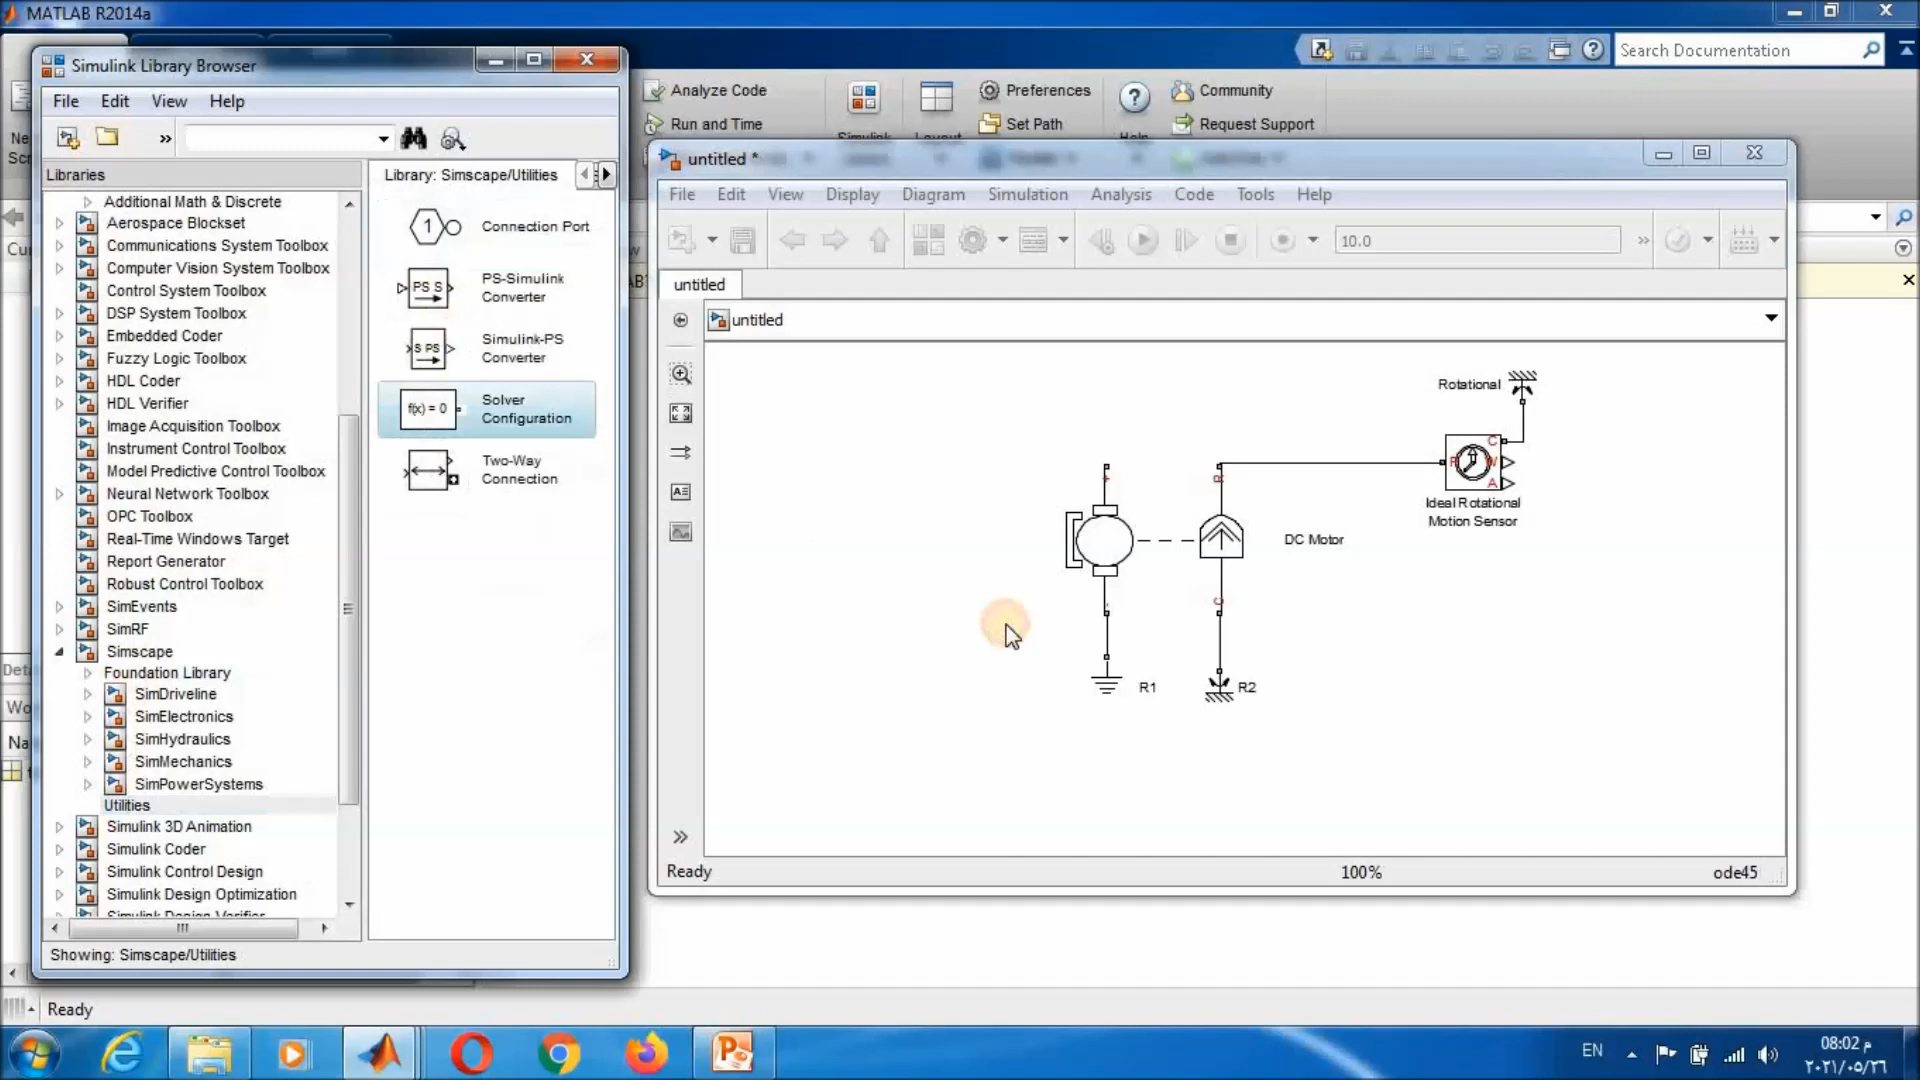 MATLAB R2014a
Search Documentation
Analyze Code
Run and Time
Preferences
Set Path
Community
Request Support
Simulink Library Browser
File Edit View Help
Libraries
Additional Math & Discrete
Aerospace Blockset
Communications System Toolbox
Computer Vision System Toolbox
Control System Toolbox
DSP System Toolbox
Embedded Coder
Fuzzy Logic Toolbox
HDL Coder
HDL Verifier
Image Acquisition Toolbox
Instrument Control Toolbox
Model Predictive Control Toolbox
Neural Network Toolbox
OPC Toolbox
Real-Time Windows Target
Report Generator
Robust Control Toolbox
SimEvents
SimRF
Simscape
Foundation Library
SimDriveline
SimElectronics
SimHydraulics
SimMechanics
SimPowerSystems
Utilities
Simulink 3D Animation
Simulink Coder
Simulink Control Design
Simulink Design Optimization
Showing: Simscape/Utilities
Library: Simscape/Utilities
1
Connection Port
PS S
PS-Simulink
Converter
S PS
Simulink-PS
Converter
f(x) = 0
Solver
Configuration
Two-Way
Connection
untitled *
File Edit View Display Diagram Simulation Analysis Code Tools Help
10.0
untitled
untitled
Rotational
C
R W
A
Ideal Rotational
Motion Sensor
+
R
DC Motor
-
C
R1
R2
Ready
100%
ode45
Ready
EN
08:02 م
٢٠٢١/٠٥/٢٦